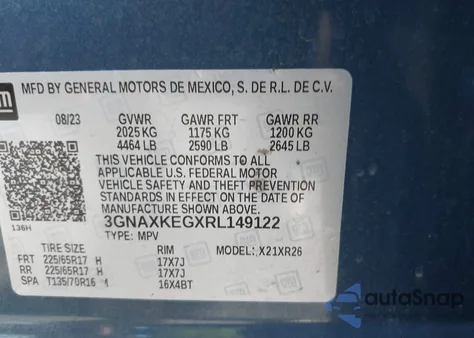 gm
MFD BY GENERAL MOTORS DE MEXICO, S. DE R.L. DE C.V.
08/23 GVWR GAWR FRT GAWR RR
2025 KG 1175 KG 1200 KG
4464 LB 2590 LB 2645 LB
THIS VEHICLE CONFORMS TO ALL
APPLICABLE U.S. FEDERAL MOTOR
VEHICLE SAFETY AND THEFT PREVENTION
STANDARDS IN EFFECT ON THE DATE OF
MANUFACTURE SHOWN ABOVE.
3GNAXKEGXRL149122
136H
TYPE: MPV MODEL: X21XR26
TIRE SIZE RIM
FRT 225/65R17 H 17X7J
RR 225/65R17 H 17X7J
SPA T135/70R16 M 16X4BT
autoSnap